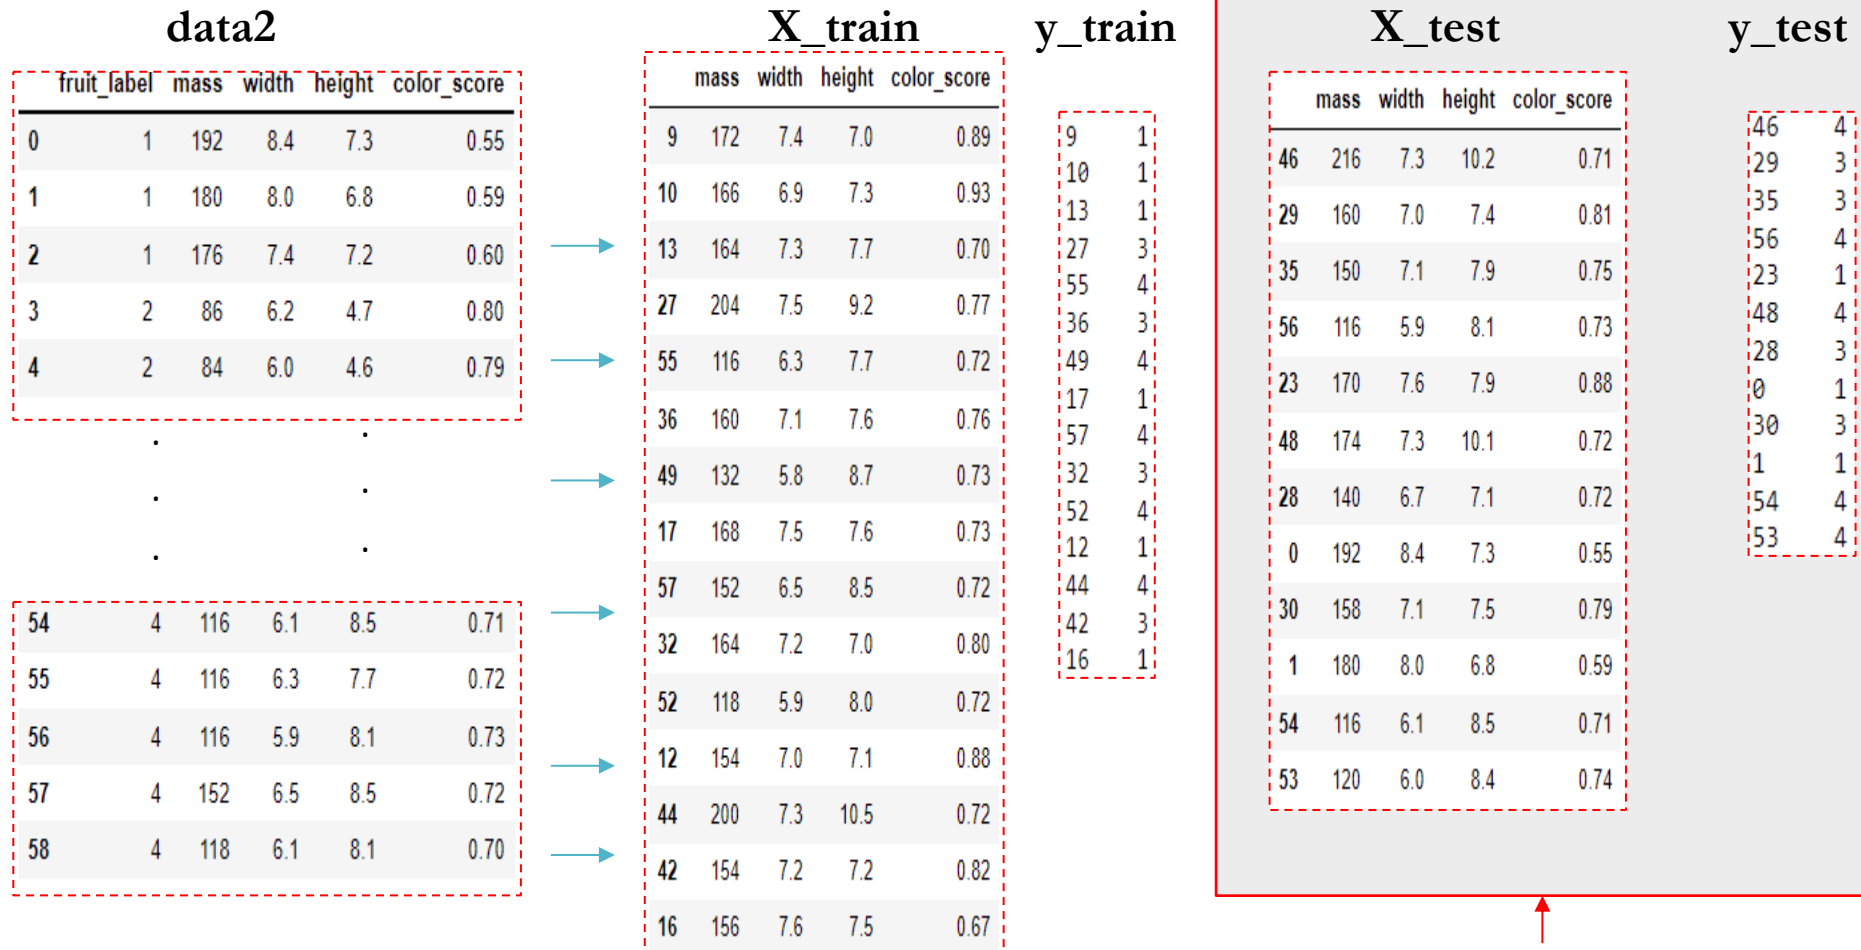 data2
fruit_label mass width height color_score
0 1 192 8.4 7.3 0.55
1 1 180 8.0 6.8 0.59
2 1 176 7.4 7.2 0.60
3 2 86 6.2 4.7 0.80
4 2 84 6.0 4.6 0.79
. .
. .
. .
54 4 116 6.1 8.5 0.71
55 4 116 6.3 7.7 0.72
56 4 116 5.9 8.1 0.73
57 4 152 6.5 8.5 0.72
58 4 118 6.1 8.1 0.70
X_train
mass width height color_score
9 172 7.4 7.0 0.89
10 166 6.9 7.3 0.93
13 164 7.3 7.7 0.70
27 204 7.5 9.2 0.77
55 116 6.3 7.7 0.72
36 160 7.1 7.6 0.76
49 132 5.8 8.7 0.73
17 168 7.5 7.6 0.73
57 152 6.5 8.5 0.72
32 164 7.2 7.0 0.80
52 118 5.9 8.0 0.72
12 154 7.0 7.1 0.88
44 200 7.3 10.5 0.72
42 154 7.2 7.2 0.82
16 156 7.6 7.5 0.67
y_train
9 1
10 1
13 1
27 3
55 4
36 3
49 4
17 1
57 4
32 3
52 4
12 1
44 4
42 3
16 1
X_test
mass width height color_score
46 216 7.3 10.2 0.71
29 160 7.0 7.4 0.81
35 150 7.1 7.9 0.75
56 116 5.9 8.1 0.73
23 170 7.6 7.9 0.88
48 174 7.3 10.1 0.72
28 140 6.7 7.1 0.72
0 192 8.4 7.3 0.55
30 158 7.1 7.5 0.79
1 180 8.0 6.8 0.59
54 116 6.1 8.5 0.71
53 120 6.0 8.4 0.74
y_test
46 4
29 3
35 3
56 4
23 1
48 4
28 3
0 1
30 3
1 1
54 4
53 4